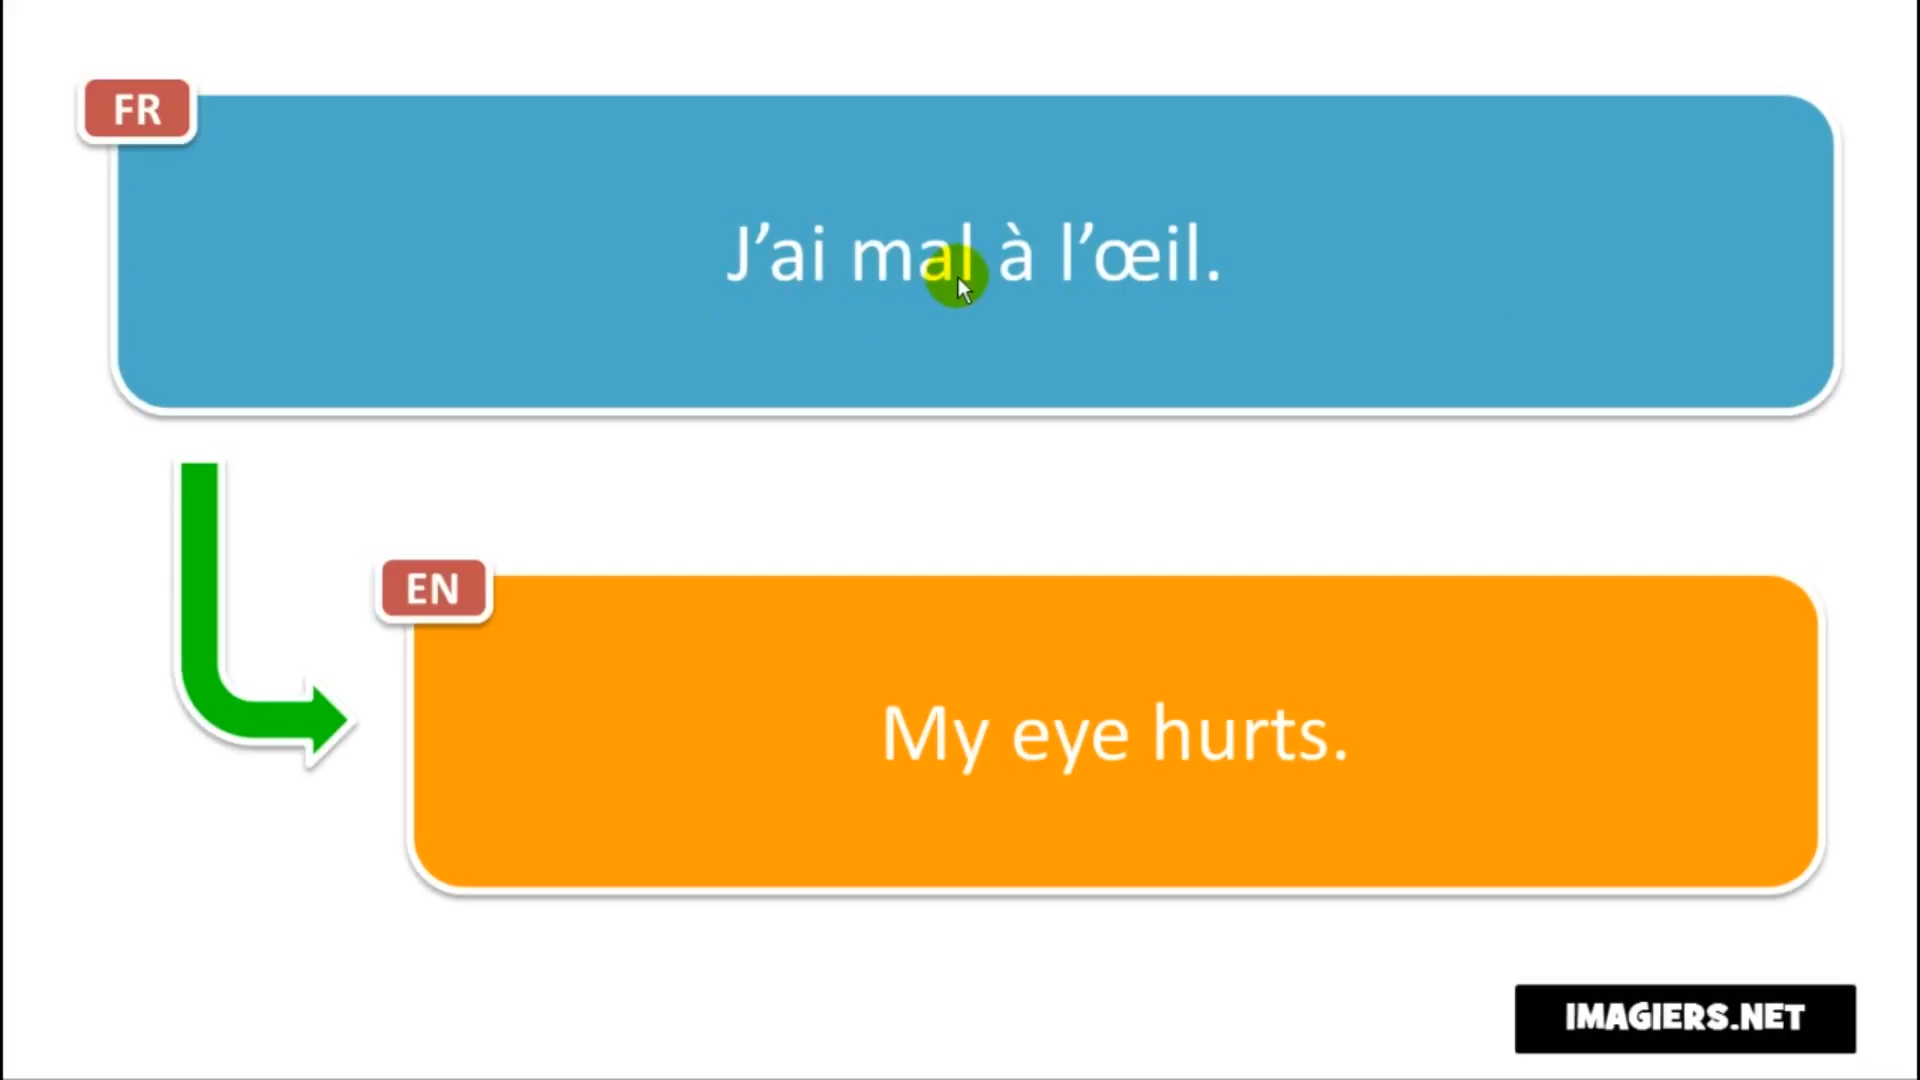 FR
J’ai mal à l’œil.
EN
My eye hurts.
IMAGIERS.NET